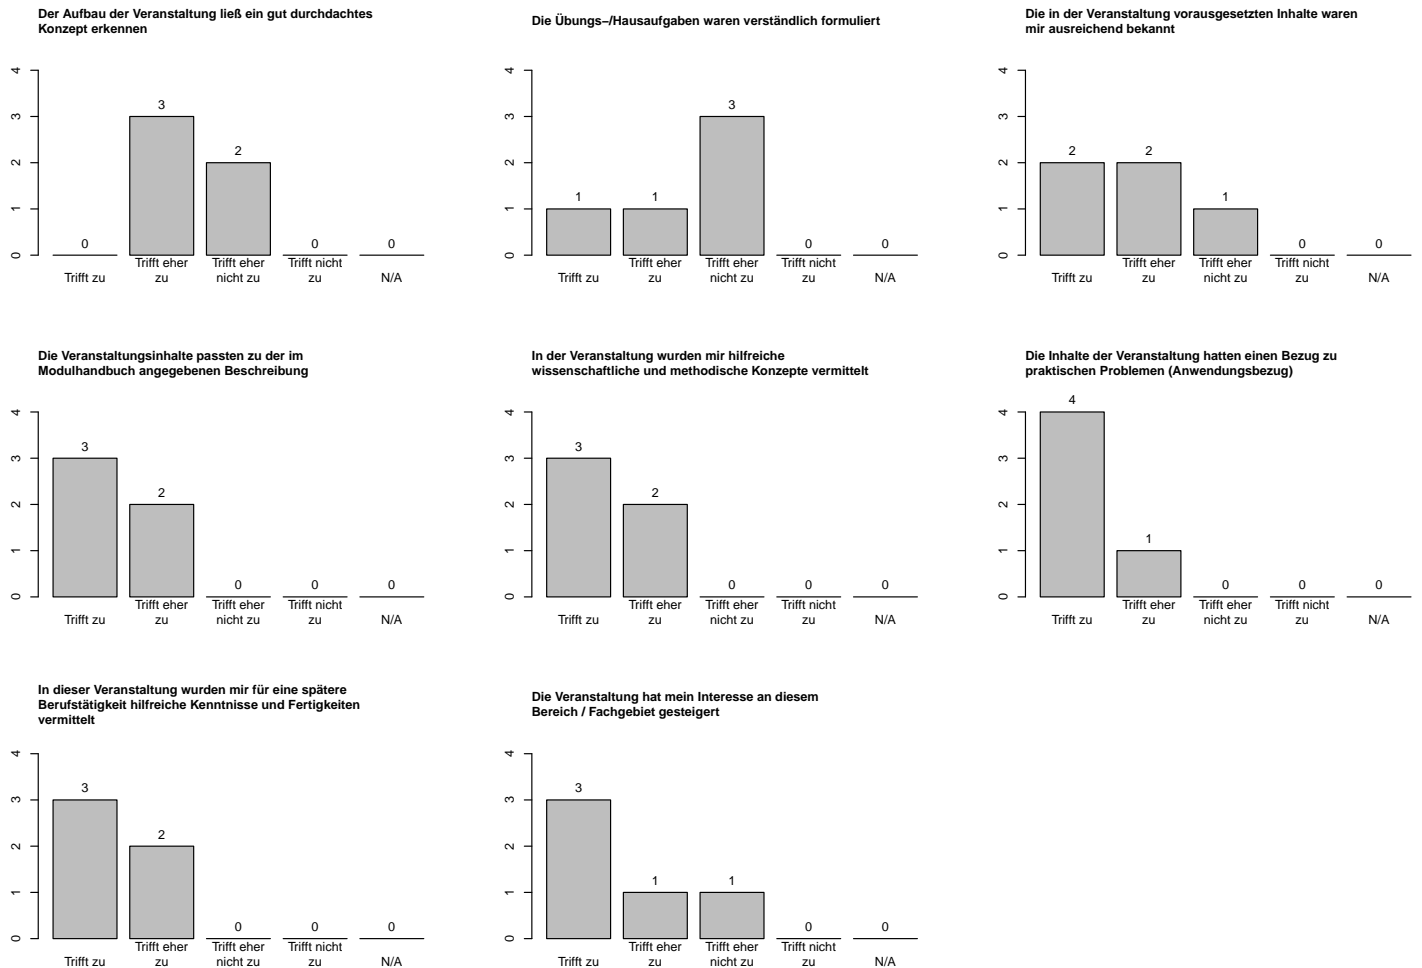 Der Aufbau der Veranstaltung ließ ein gut durchdachtes
Konzept erkennen
4
3
2
1
0
0
3
2
0
0
Trifft zu
Trifft eher
zu
Trifft eher
nicht zu
Trifft nicht
zu
N/A
Die Übungs−/Hausaufgaben waren verständlich formuliert
4
3
2
1
0
1
1
3
0
0
Trifft zu
Trifft eher
zu
Trifft eher
nicht zu
Trifft nicht
zu
N/A
Die in der Veranstaltung vorausgesetzten Inhalte waren
mir ausreichend bekannt
4
3
2
1
0
2
2
1
0
0
Trifft zu
Trifft eher
zu
Trifft eher
nicht zu
Trifft nicht
zu
N/A
Die Veranstaltungsinhalte passten zu der im
Modulhandbuch angegebenen Beschreibung
4
3
2
1
0
3
2
0
0
0
Trifft zu
Trifft eher
zu
Trifft eher
nicht zu
Trifft nicht
zu
N/A
In der Veranstaltung wurden mir hilfreiche
wissenschaftliche und methodische Konzepte vermittelt
4
3
2
1
0
3
2
0
0
0
Trifft zu
Trifft eher
zu
Trifft eher
nicht zu
Trifft nicht
zu
N/A
Die Inhalte der Veranstaltung hatten einen Bezug zu
praktischen Problemen (Anwendungsbezug)
4
3
2
1
0
4
1
0
0
0
Trifft zu
Trifft eher
zu
Trifft eher
nicht zu
Trifft nicht
zu
N/A
In dieser Veranstaltung wurden mir für eine spätere
Berufstätigkeit hilfreiche Kenntnisse und Fertigkeiten
vermittelt
4
3
2
1
0
3
2
0
0
0
Trifft zu
Trifft eher
zu
Trifft eher
nicht zu
Trifft nicht
zu
N/A
Die Veranstaltung hat mein Interesse an diesem
Bereich / Fachgebiet gesteigert
4
3
2
1
0
3
1
1
0
0
Trifft zu
Trifft eher
zu
Trifft eher
nicht zu
Trifft nicht
zu
N/A